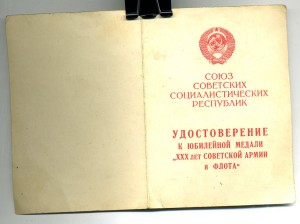 СОЮЗ
СОВЕТСКИХ
СОЦИАЛИСТИЧЕСКИХ
РЕСПУБЛИК
УДОСТОВЕРЕНИЕ
К ЮБИЛЕЙНОЙ МЕДАЛИ
„XXX ЛЕТ СОВЕТСКОЙ АРМИИ
и ФЛОТА"